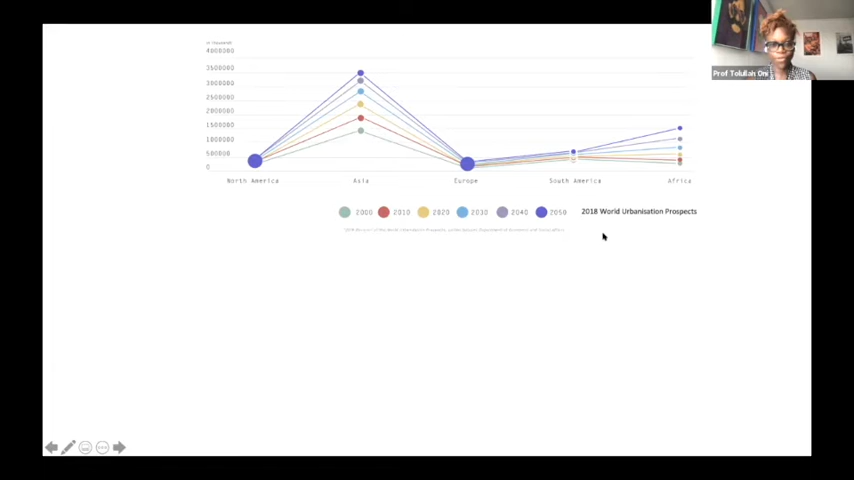 in thousands
4000000
3500000
3000000
2500000
2000000
1500000
1000000
500000
0
North America Asia Europe South America Africa
2000 2010 2020 2030 2040 2050 2018 World Urbanisation Prospects
Prof Tolullah Oni